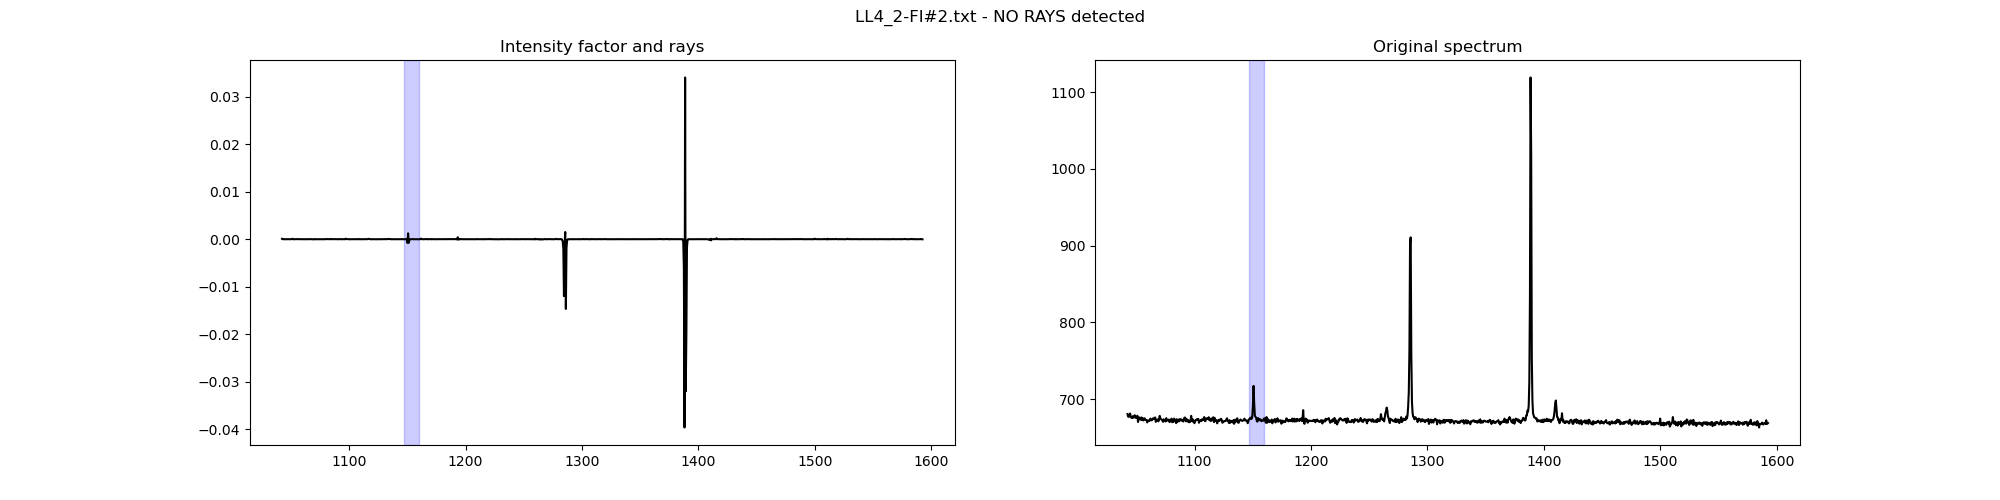 LL4_2-FI#2.txt - NO RAYS detected
Intensity factor and rays
0.03
0.02
0.01
0.00
−0.01
−0.02
−0.03
−0.04
1100 1200 1300 1400 1500 1600
Original spectrum
1100
1000
900
800
700
1100 1200 1300 1400 1500 1600